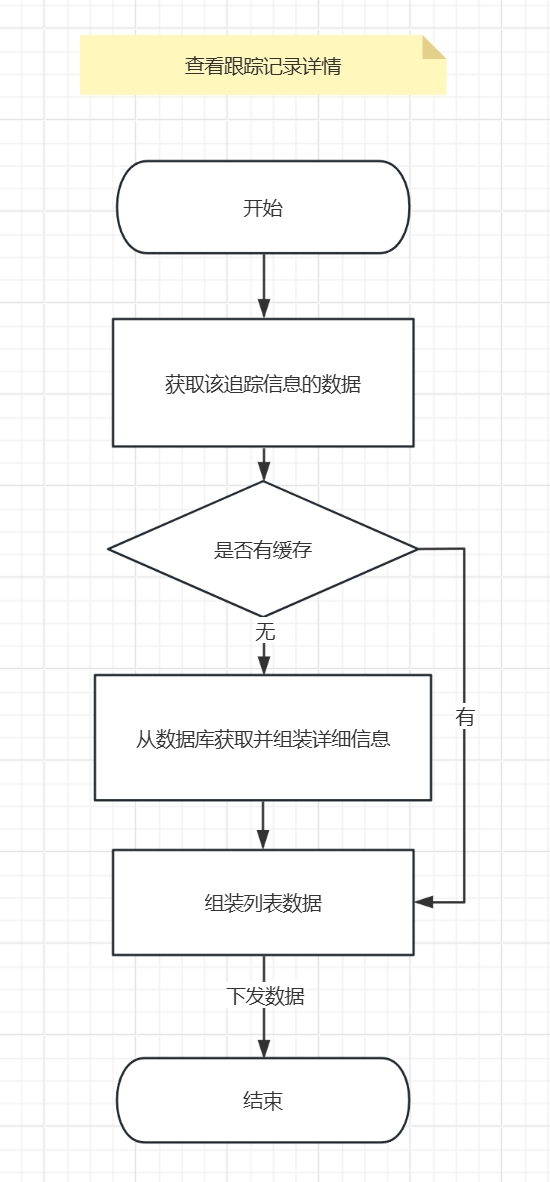 查看跟踪记录详情
开始
获取该追踪信息的数据
是否有缓存
无
有
从数据库获取并组装详细信息
组装列表数据
下发数据
结束